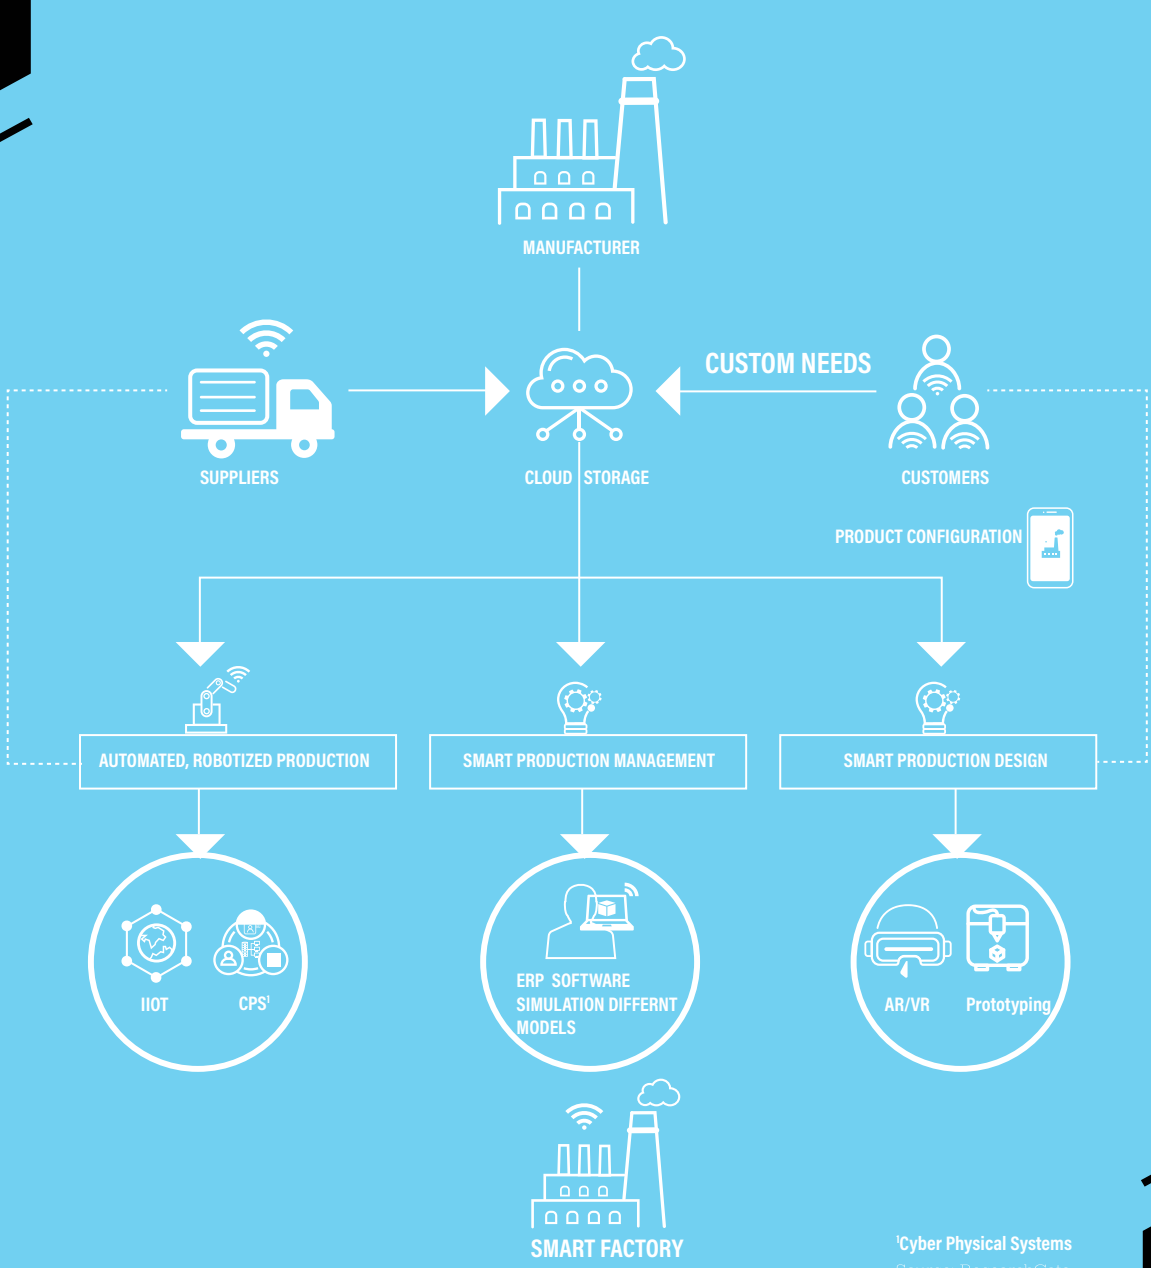 MANUFACTURER
CUSTOM NEEDS
SUPPLIERS
CLOUD STORAGE
CUSTOMERS
PRODUCT CONFIGURATION
AUTOMATED, ROBOTIZED PRODUCTION
SMART PRODUCTION MANAGEMENT
SMART PRODUCTION DESIGN
IIOT
CPS¹
ERP SOFTWARE
SIMULATION DIFFERNT
MODELS
AR/VR
Prototyping
SMART FACTORY
¹Cyber Physical Systems